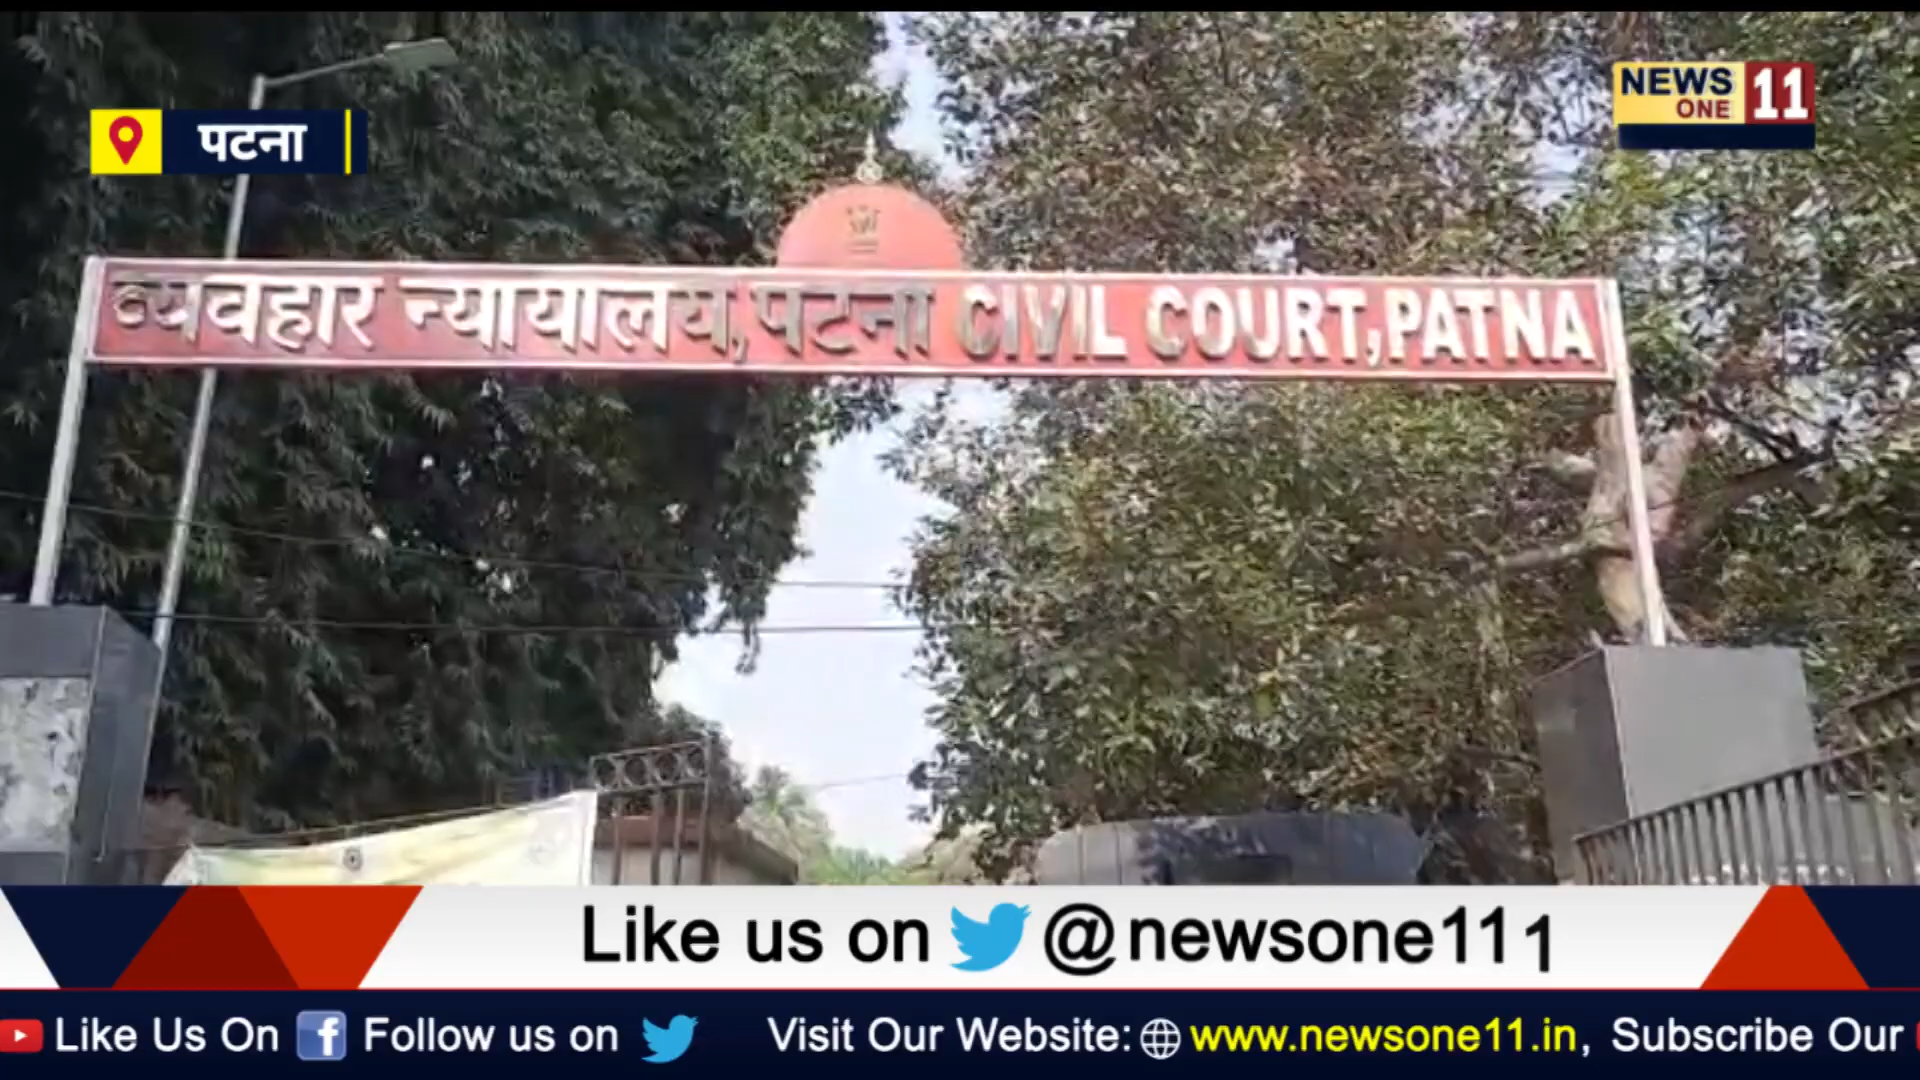 NEWS
ONE 11
पटना
व्यवहार न्यायालय, पटना CIVIL COURT, PATNA
Like us on @newsone111
Like Us On Follow us on Visit Our Website: www.newsone11.in, Subscribe Our